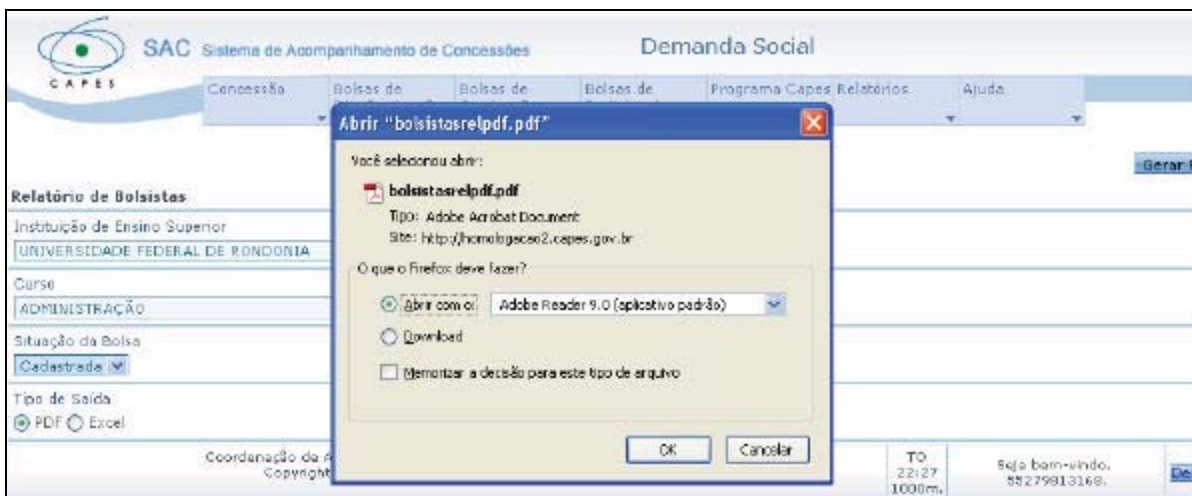 CAPES
SAC Sistema de Acompanhamento de Concessões
Demanda Social
Concessão Bolsas de Bolsas de Bolsas de Programa Capes Relatórios Ajuda
Gerar
Relatório de Bolsistas
Instituição de Ensino Superior
UNIVERSIDADE FEDERAL DE RONDONIA
Curso
ADMINISTRAÇÃO
Situação da Bolsa
Cadastrada
Tipo de Saída
PDF Excel
Abrir "bolsistasrelpdf.pdf"
Você selecionou abrir:
bolsistasrelpdf.pdf
Tipo: Adobe Acrobat Document
Site: http://homologacao2.capes.gov.br
O que o Firefox deve fazer?
Abrir com o: Adobe Reader 9.0 (aplicativo padrão)
Download
Memorizar a decisão para este tipo de arquivo
OK Cancelar
Coordenação de
Copyright
TO
22:27
1000m.
Seja bem-vindo.
55279813168.